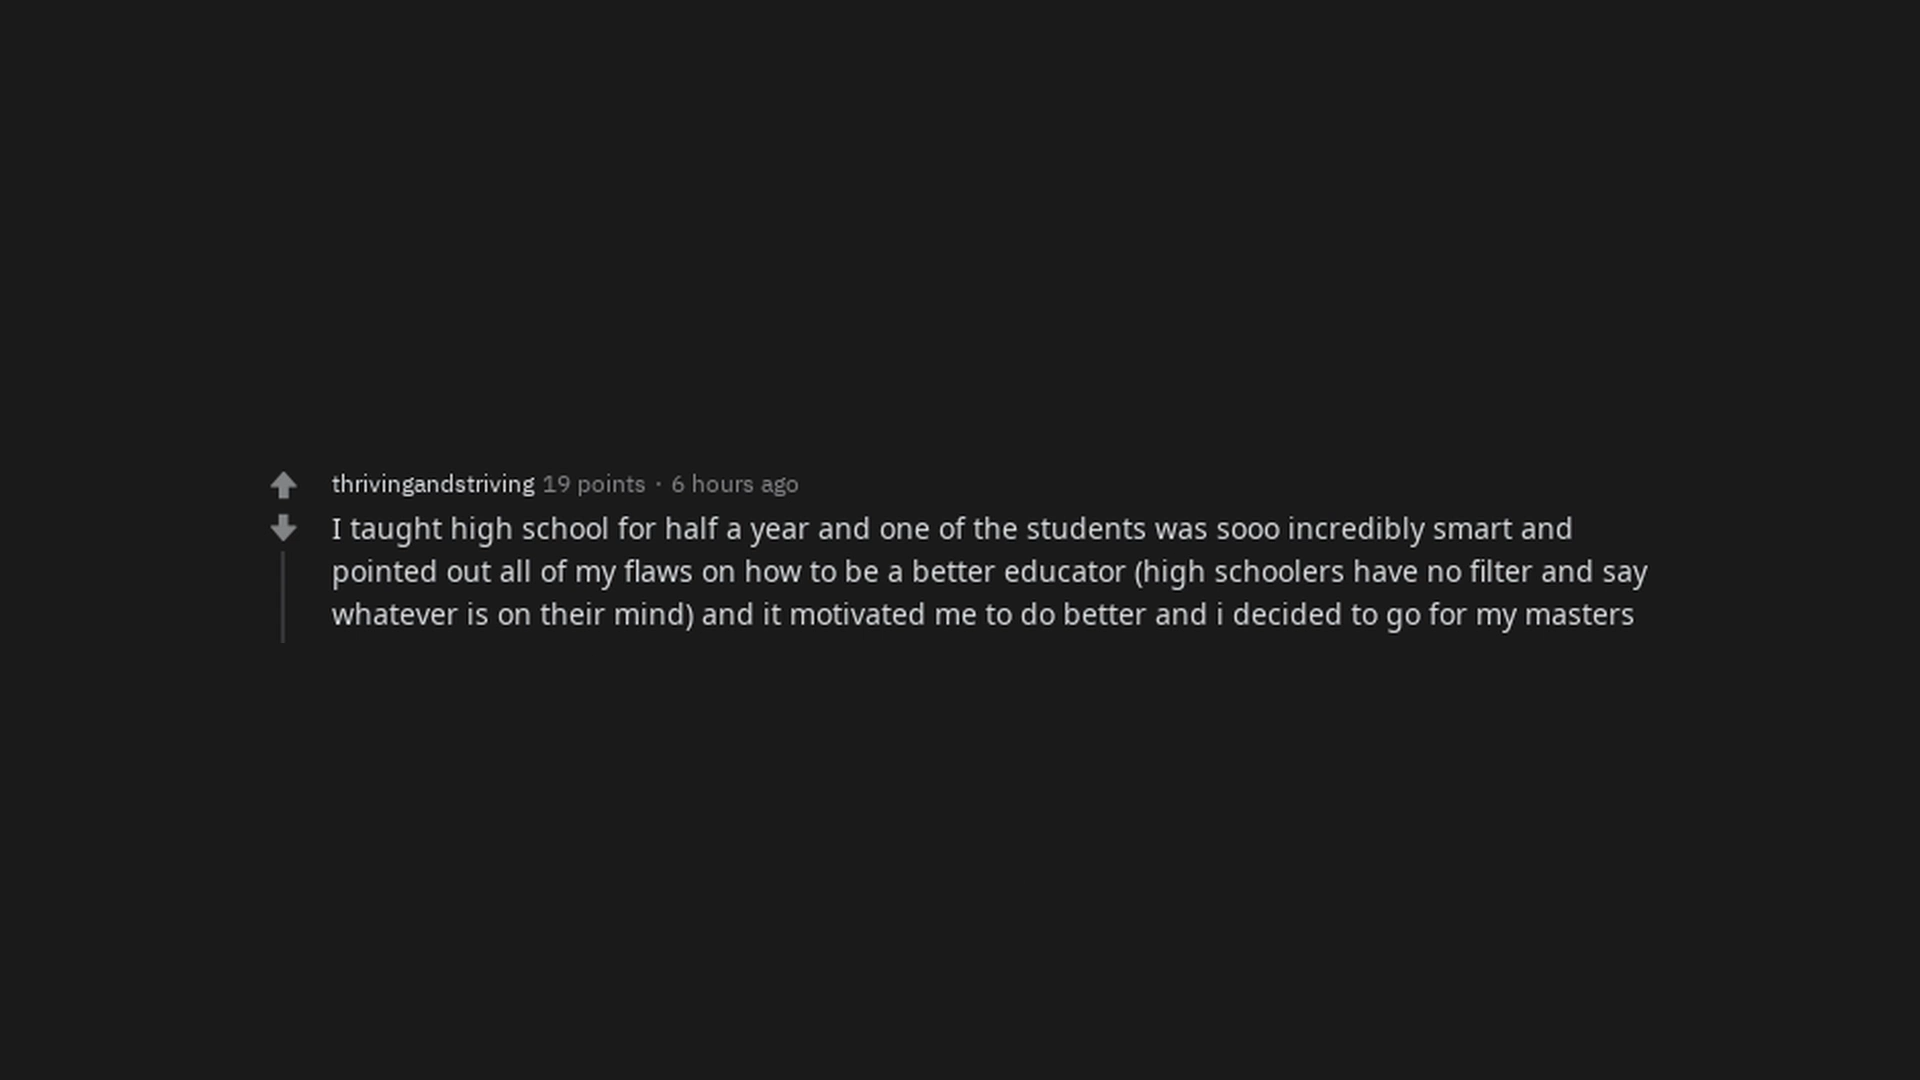 thrivingandstriving 19 points · 6 hours ago
I taught high school for half a year and one of the students was sooo incredibly smart and
pointed out all of my flaws on how to be a better educator (high schoolers have no filter and say
whatever is on their mind) and it motivated me to do better and i decided to go for my masters